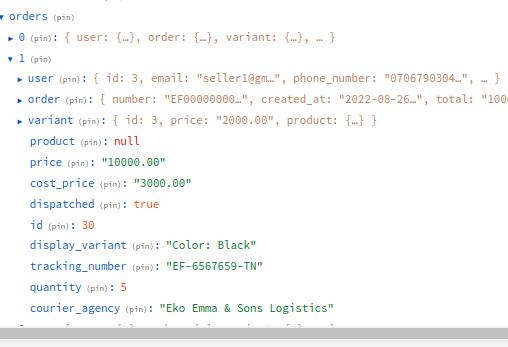 ▾ orders (pin)
▸ 0 (pin): { user: {…}, order: {…}, variant: {…}, … }
▾ 1 (pin)
▸ user (pin): { id: 3, email: "seller1@gm…", phone_number: "0706790304…", … }
▸ order (pin): { number: "EF00000000…", created_at: "2022-08-26…", total: "100
▸ variant (pin): { id: 3, price: "2000.00", product: {…} }
product (pin): null
price (pin): "10000.00"
cost_price (pin): "3000.00"
dispatched (pin): true
id (pin): 30
display_variant (pin): "Color: Black"
tracking_number (pin): "EF-6567659-TN"
quantity (pin): 5
courier_agency (pin): "Eko Emma & Sons Logistics"